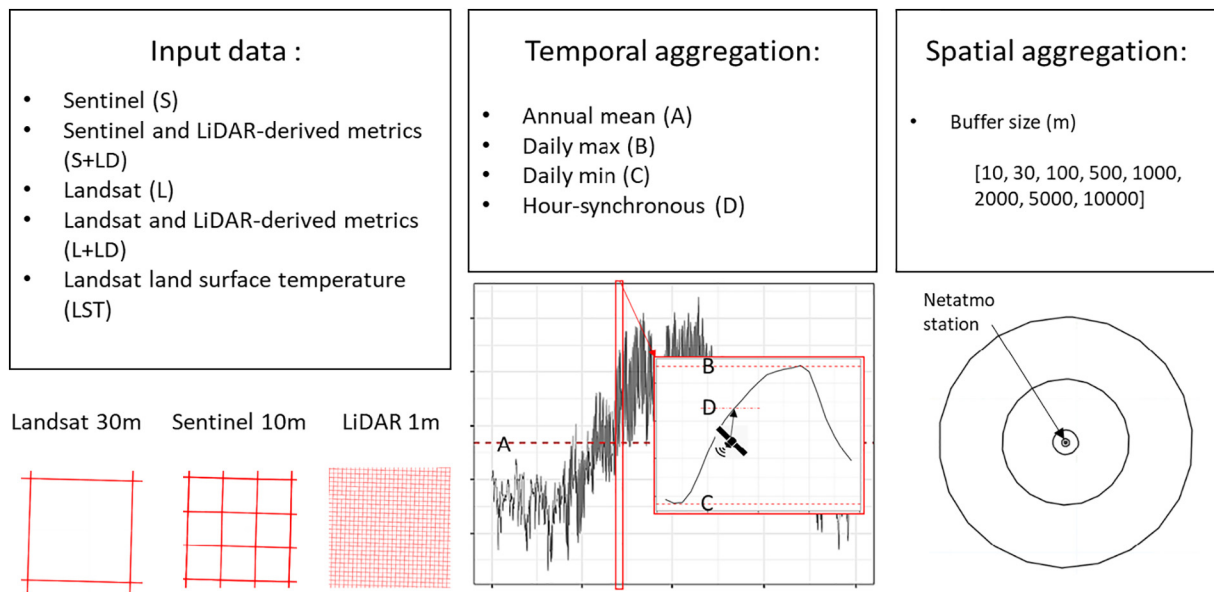 Input data :
• Sentinel (S)
• Sentinel and LiDAR-derived metrics
(S+LD)
• Landsat (L)
• Landsat and LiDAR-derived metrics
(L+LD)
• Landsat land surface temperature
(LST)
Temporal aggregation:
• Annual mean (A)
• Daily max (B)
• Daily min (C)
• Hour-synchronous (D)
Spatial aggregation:
• Buffer size (m)
[10, 30, 100, 500, 1000,
2000, 5000, 10000]
Landsat 30m
Sentinel 10m
LiDAR 1m
A
B
D
C
Netatmo
station